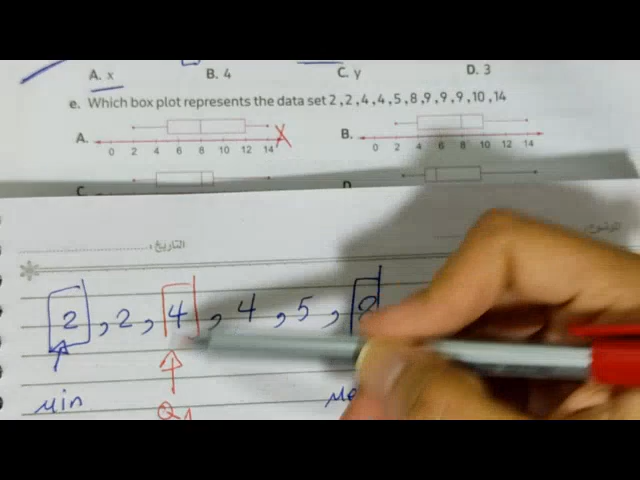 A. x B. 4 C. y D. 3
e. Which box plot represents the data set 2,2,4,4,5,8,9,9,9,10,14
A. B.
0 2 4 6 8 10 12 14 X 0 2 4 6 8 10 12 14
C
التاريخ:
2 , 2 , 4 , 4 , 5 , 8
Min Q1